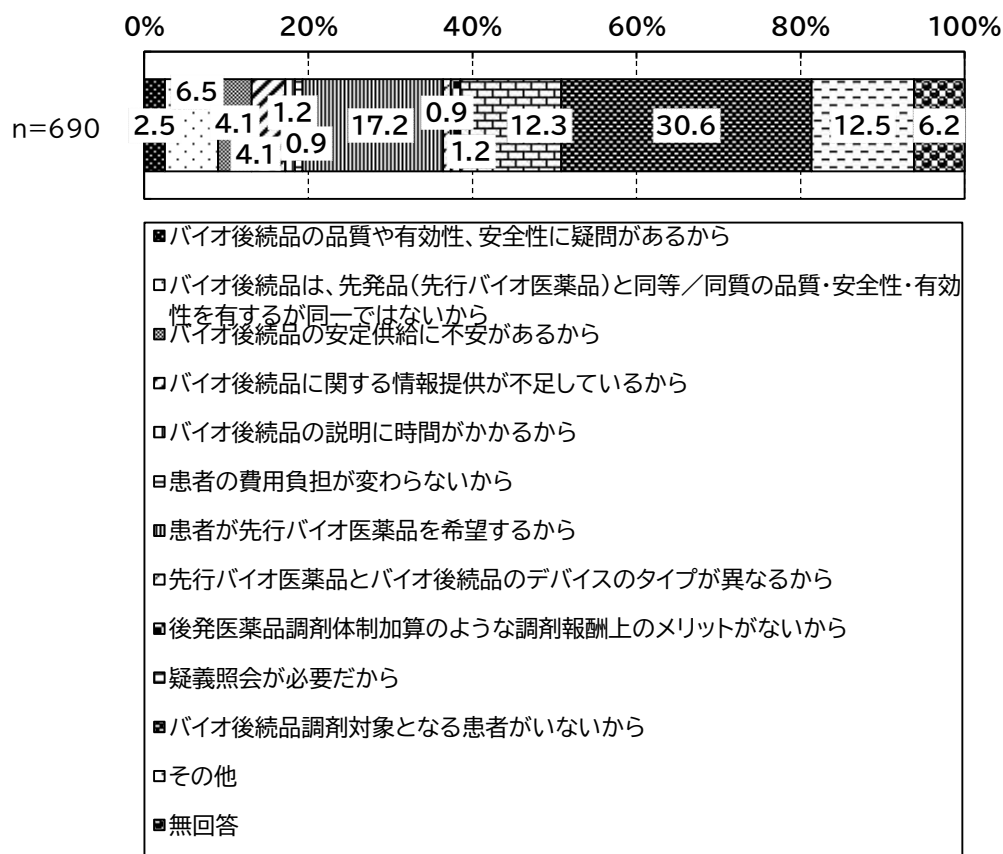 0% 20% 40% 60% 80% 100%
n=690
2.5 6.5 4.1 4.1 1.2 0.9 17.2 0.9 1.2 12.3 30.6 12.5 6.2
バイオ後続品の品質や有効性、安全性に疑問があるから
バイオ後続品は、先発品（先行バイオ医薬品）と同等／同質の品質・安全性・有効
性を有するが同一ではないから
バイオ後続品の安定供給に不安があるから
バイオ後続品に関する情報提供が不足しているから
バイオ後続品の説明に時間がかかるから
患者の費用負担が変わらないから
患者が先行バイオ医薬品を希望するから
先行バイオ医薬品とバイオ後続品のデバイスのタイプが異なるから
後発医薬品調剤体制加算のような調剤報酬上のメリットがないから
疑義照会が必要だから
バイオ後続品調剤対象となる患者がいないから
その他
無回答